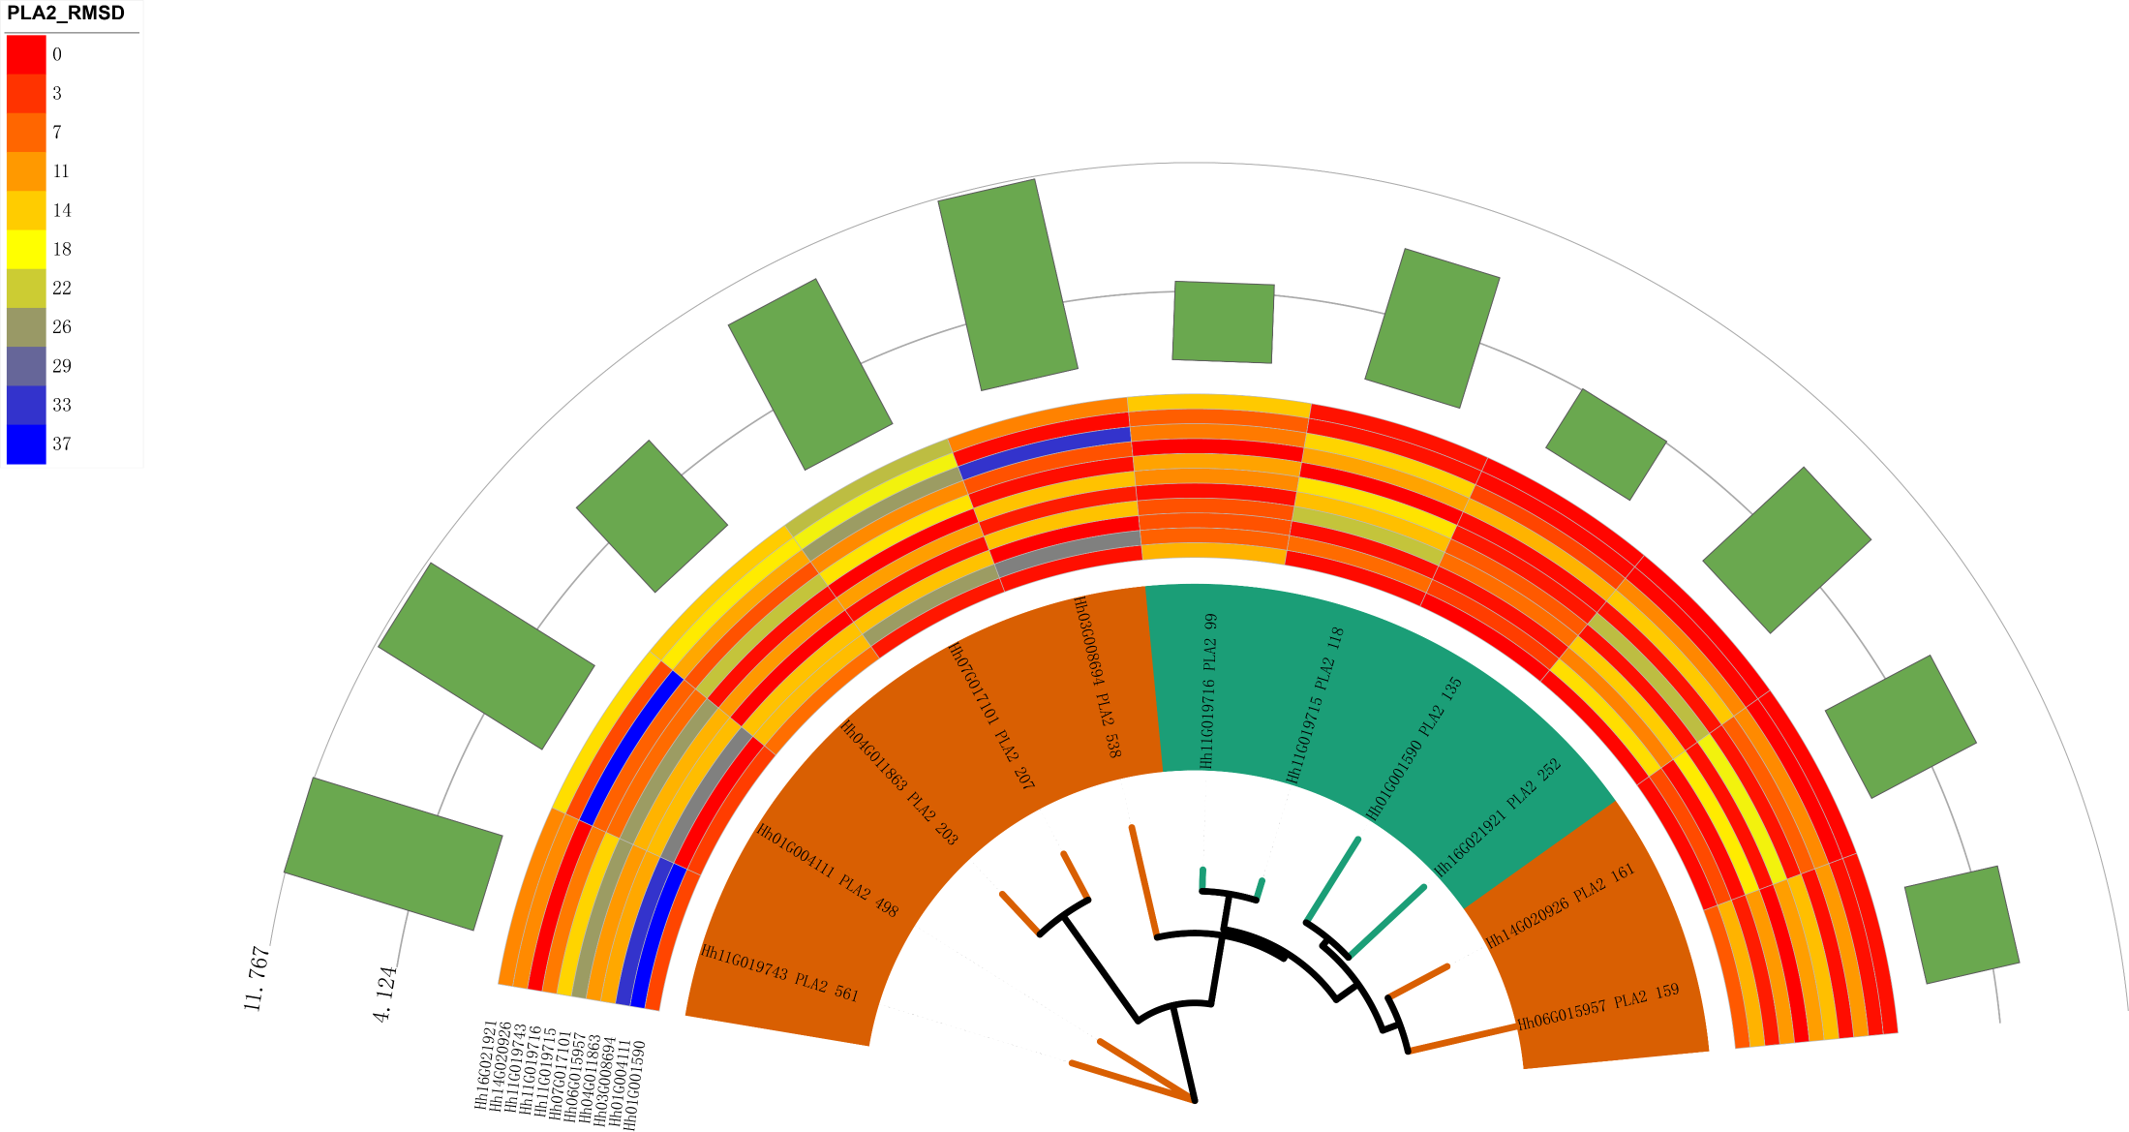 PLA2_RMSD
0
3
7
11
14
18
22
26
29
33
37
11.767
4.124
Hh11G019743 PLA2 561
Hh01G004111 PLA2 498
Hh04G011863 PLA2 203
Hh07G017101 PLA2 207
Hh03G008694 PLA2 538
Hh11G019716 PLA2 99
Hh11G019715 PLA2 118
Hh01G001590 PLA2 135
Hh16G021921 PLA2 252
Hh14G020926 PLA2 161
Hh06G015957 PLA2 159
Hh16G021921
Hh14G020926
Hh11G019743
Hh11G019716
Hh11G019715
Hh07G017101
Hh06G015957
Hh04G011863
Hh03G008694
Hh01G004111
Hh01G001590